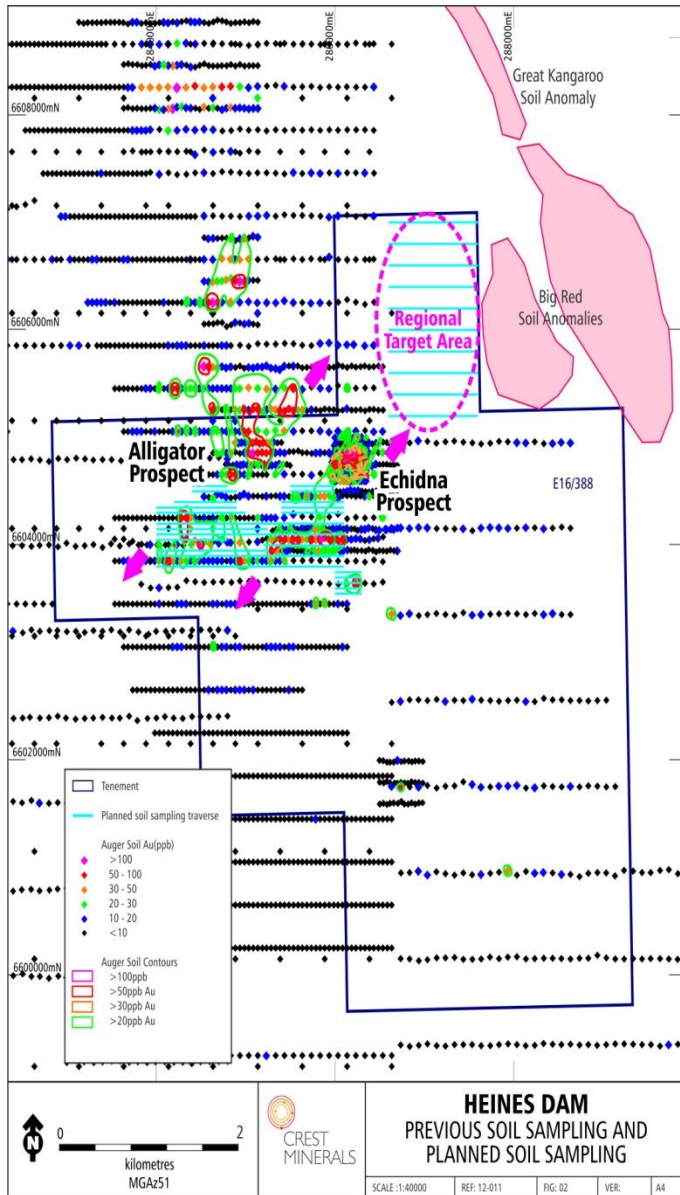 284000mE
286000mE
288000mE
Great Kangaroo
Soil Anomaly
6608000mN
6606000mN
Regional
Target Area
Big Red
Soil Anomalies
Alligator
Prospect
Echidna
Prospect
E16/388
6604000mN
6602000mN
Tenement
Planned soil sampling traverse
Auger Soil Au(ppb)
>100
50 - 100
30 - 50
20 - 30
10 - 20
<10
Auger Soil Contours
>100ppb
>50ppb Au
>30ppb Au
>20ppb Au
6600000mN
N
0 2
kilometres
MGAz51
CREST
MINERALS
HEINES DAM
PREVIOUS SOIL SAMPLING AND
PLANNED SOIL SAMPLING
SCALE :1:40000 REF: 12-011 FIG: 02 VER: A4